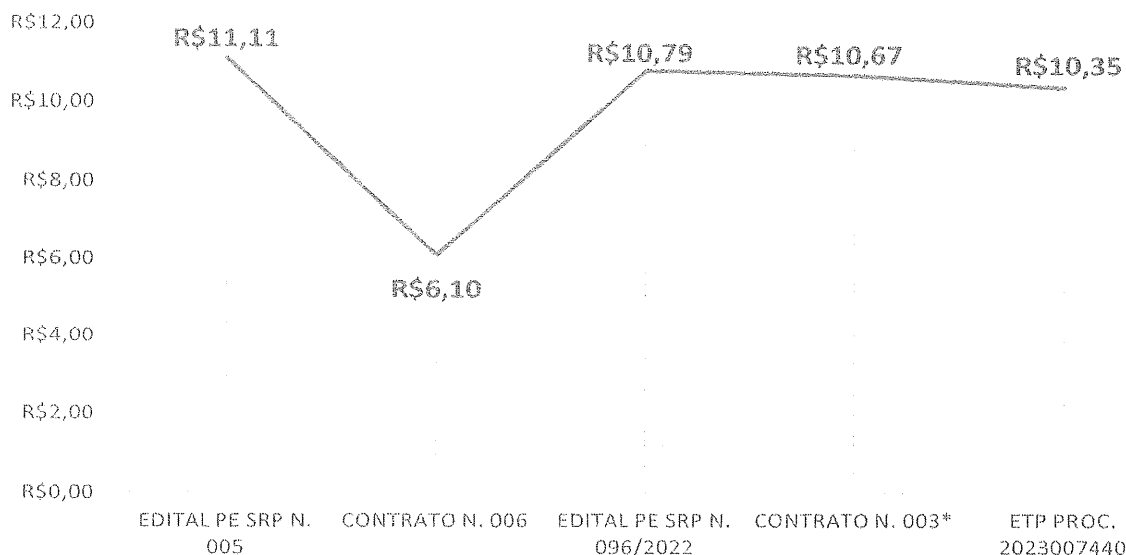 R$12,00
R$11,11
R$10,79
R$10,67
R$10,35
R$10,00
R$8,00
R$6,00
R$6,10
R$4,00
R$2,00
R$0,00
EDITAL PE SRP N.
005
CONTRATO N. 006
EDITAL PE SRP N.
096/2022
CONTRATO N. 003*
ETP PROC.
2023007440